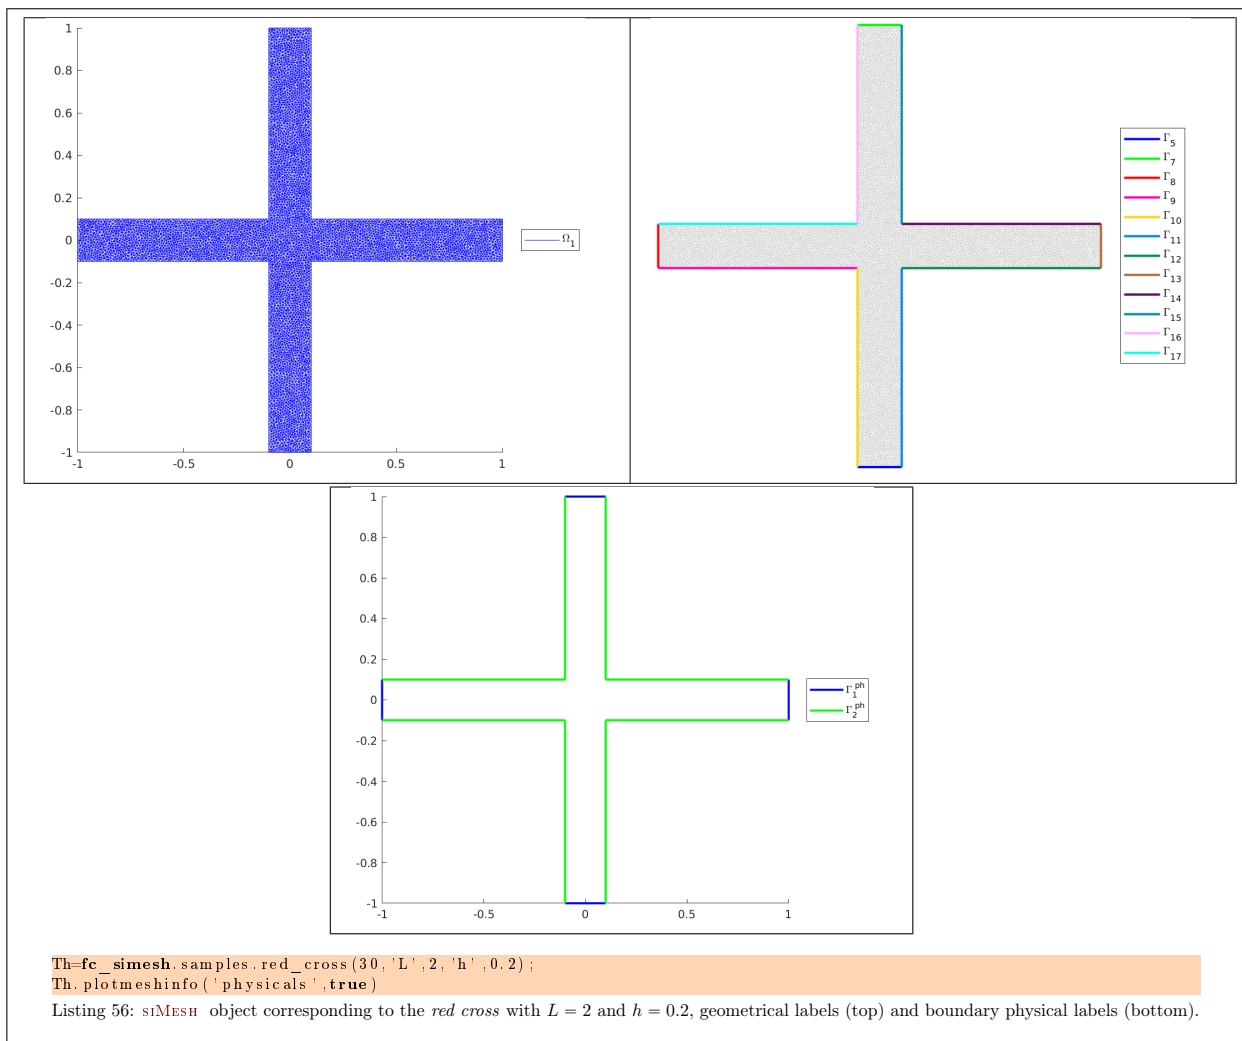 1
0.8
0.6
0.4
0.2
0
-0.2
-0.4
-0.6
-0.8
-1
-1 -0.5 0 0.5 1
Ω1
Γ5
Γ7
Γ8
Γ9
Γ10
Γ11
Γ12
Γ13
Γ14
Γ15
Γ16
Γ17
1
0.8
0.6
0.4
0.2
0
-0.2
-0.4
-0.6
-0.8
-1
-1 -0.5 0 0.5 1
Γ1^ph
Γ2^ph
Th=fc_simesh.samples.red_cross(30,'L',2,'h',0.2);
Th.plotmeshinfo('physicals',true)
Listing 56: siMesh object corresponding to the red cross with L = 2 and h = 0.2, geometrical labels (top) and boundary physical labels (bottom).